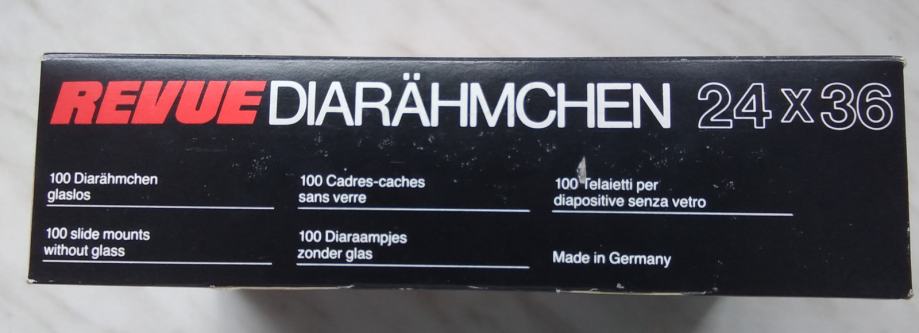 REVUE DIARÄHMCHEN 24 x 36
100 Diarähmchen
glaslos
100 Cadres-caches
sans verre
100 Telaietti per
diapositive senza vetro
100 slide mounts
without glass
100 Diaraampjes
zonder glas
Made in Germany